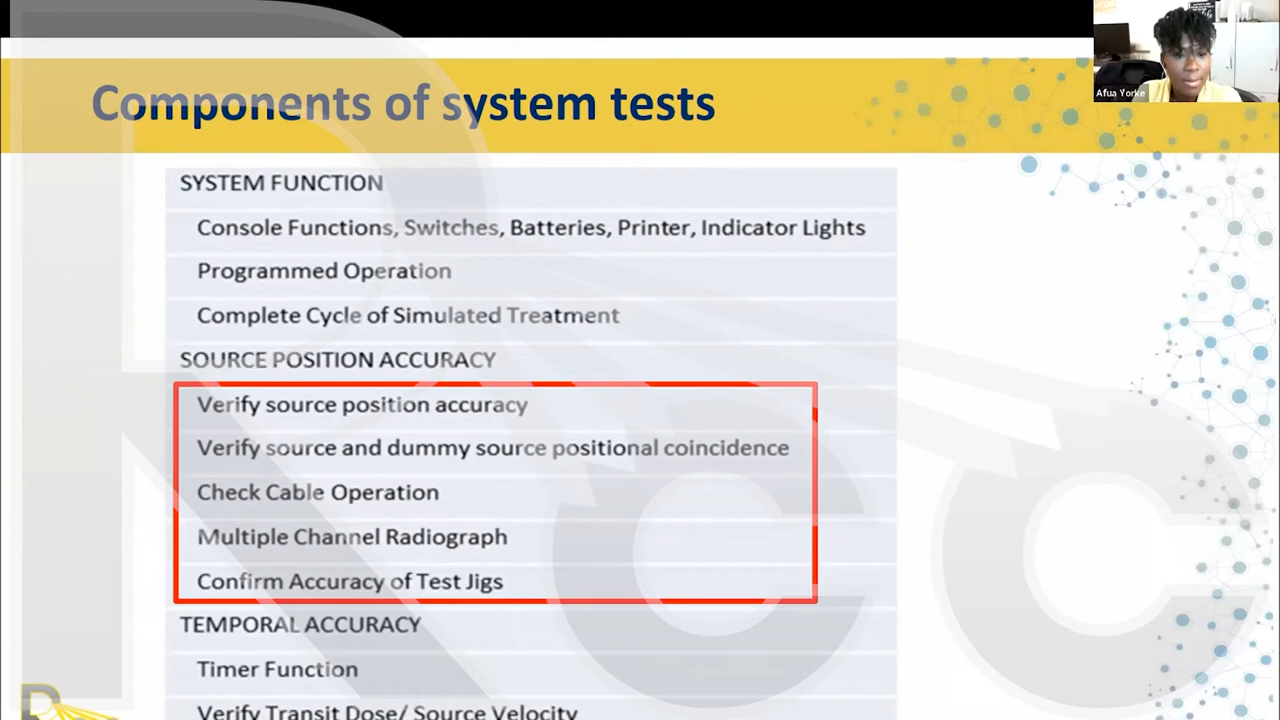 Afua Yorke
Components of system tests
SYSTEM FUNCTION
Console Functions, Switches, Batteries, Printer, Indicator Lights
Programmed Operation
Complete Cycle of Simulated Treatment
SOURCE POSITION ACCURACY
Verify source position accuracy
Verify source and dummy source positional coincidence
Check Cable Operation
Multiple Channel Radiograph
Confirm Accuracy of Test Jigs
TEMPORAL ACCURACY
Timer Function
Verify Transit Dose/ Source Velocity